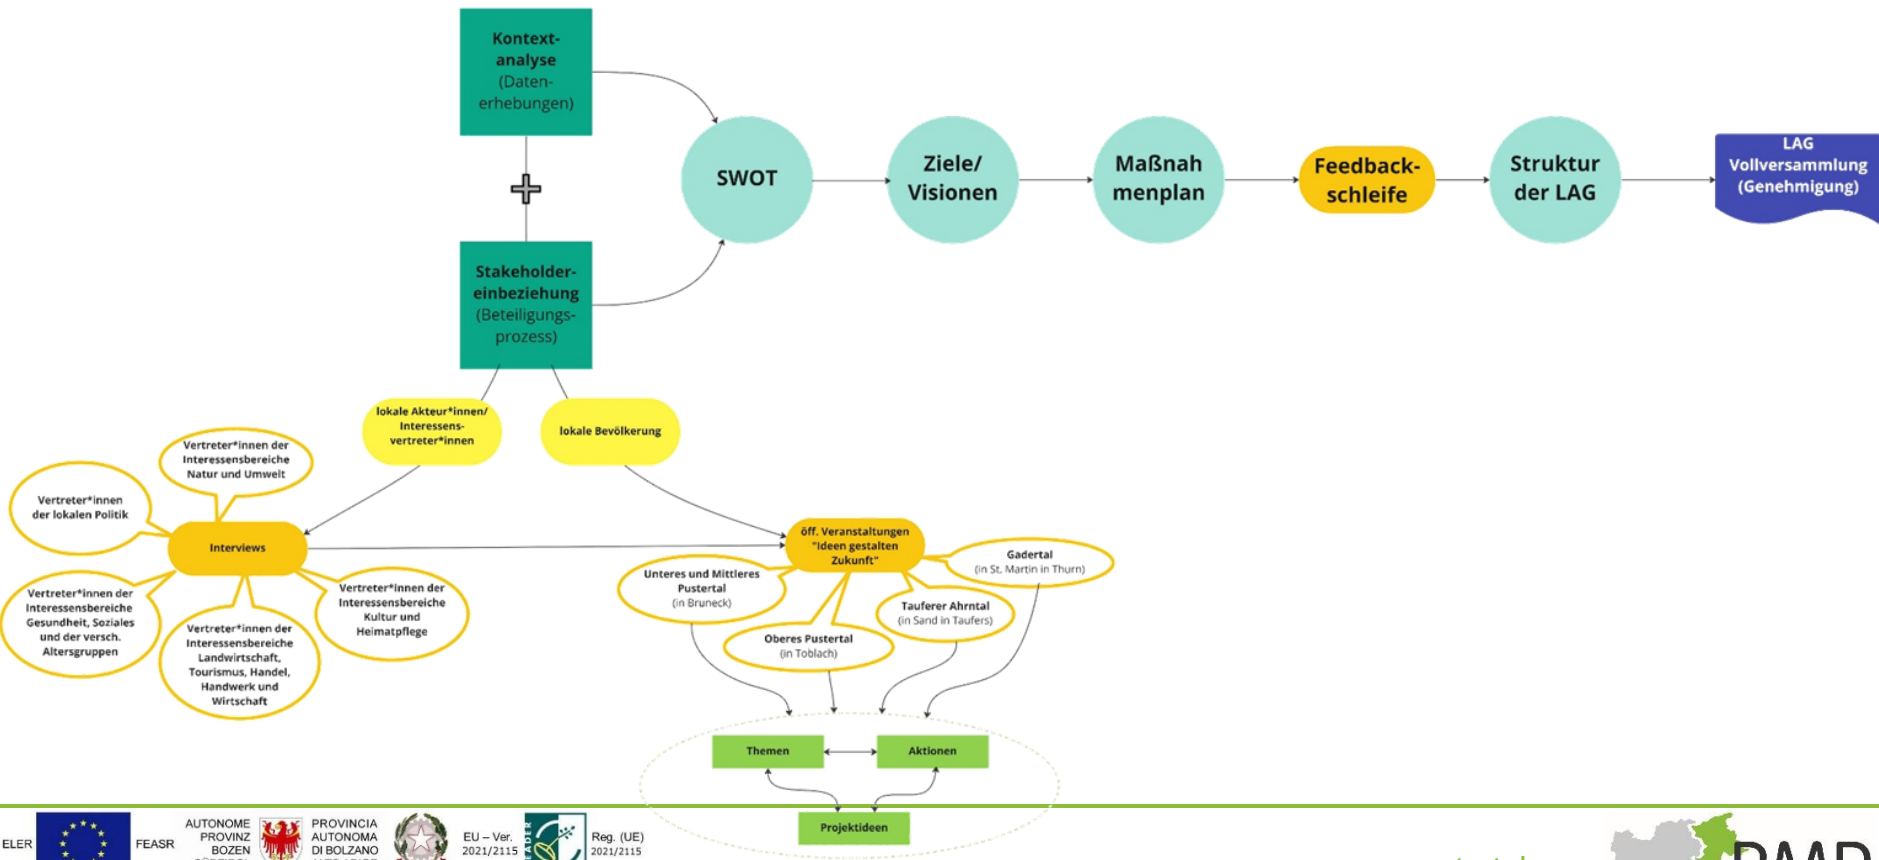 Kontext-
analyse
(Daten-
erhebungen)
Stakeholder-
einbeziehung
(Beteiligungs-
prozess)
SWOT
Ziele/
Visionen
Maßnah
menplan
Feedback-
schleife
Struktur
der LAG
LAG
Vollversammlung
(Genehmigung)
lokale Akteur*innen/
Interessens-
vertreter*innen
lokale Bevölkerung
Vertreter*innen der
Interessensbereiche
Natur und Umwelt
Vertreter*innen
der lokalen Politik
Interviews
Vertreter*innen der
Interessensbereiche
Gesundheit, Soziales
und der versch.
Altersgruppen
Vertreter*innen der
Interessensbereiche
Landwirtschaft,
Tourismus, Handel,
Handwerk und
Wirtschaft
Vertreter*innen der
Interessensbereiche
Kultur und
Heimatpflege
öff. Veranstaltungen
"Ideen gestalten
Zukunft"
Unteres und Mittleres
Pustertal
(in Bruneck)
Oberes Pustertal
(in Toblach)
Tauferer Ahrntal
(in Sand in Taufers)
Gadertal
(in St. Martin in Thurn)
Themen
Aktionen
Projektideen
ELER
FEASR
AUTONOME
PROVINZ
BOZEN
PROVINCIA
AUTONOMA
DI BOLZANO
EU – Ver.
2021/2115
Reg. (UE)
2021/2115